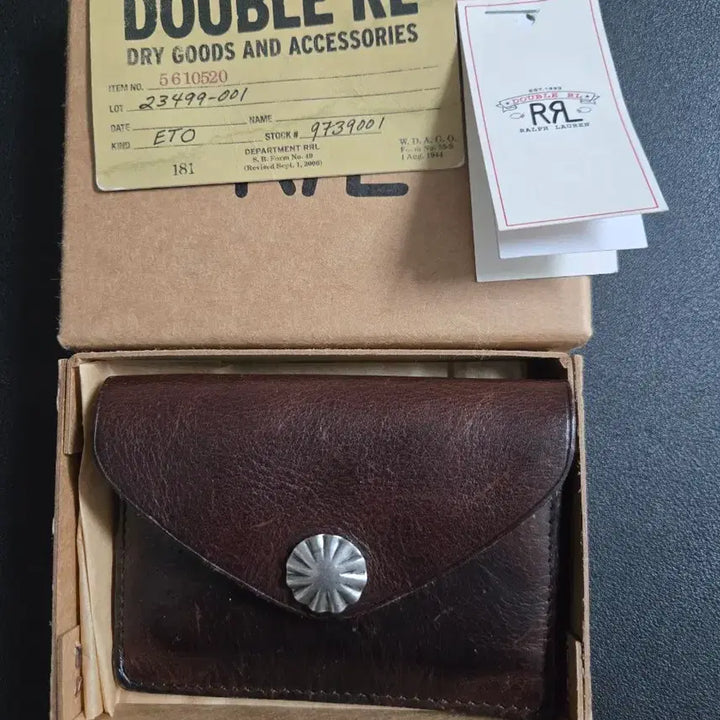 DOUBLE RL
DRY GOODS AND ACCESSORIES
ITEM NO. 5610520
LOT 23499-001
DATE NAME
KIND ETO STOCK # 9739001
DEPARTMENT RRL
181 S. B. Form No. 49
(Revised Sept. 1, 2006)
W. D. A. G. O.
Form No. 55-5
1 Aug. 1944
RRL
EST. 1993
DOUBLE RL
RRL
RALPH LAUREN